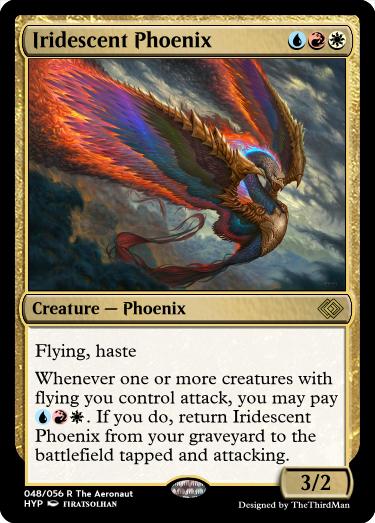 Iridescent Phoenix
Creature — Phoenix
Flying, haste
Whenever one or more creatures with
flying you control attack, you may pay
. If you do, return Iridescent
Phoenix from your graveyard to the
battlefield tapped and attacking.
3/2
048/056 R The Aeronaut
HYP FIRATSOLHAN
Designed by TheThirdMan